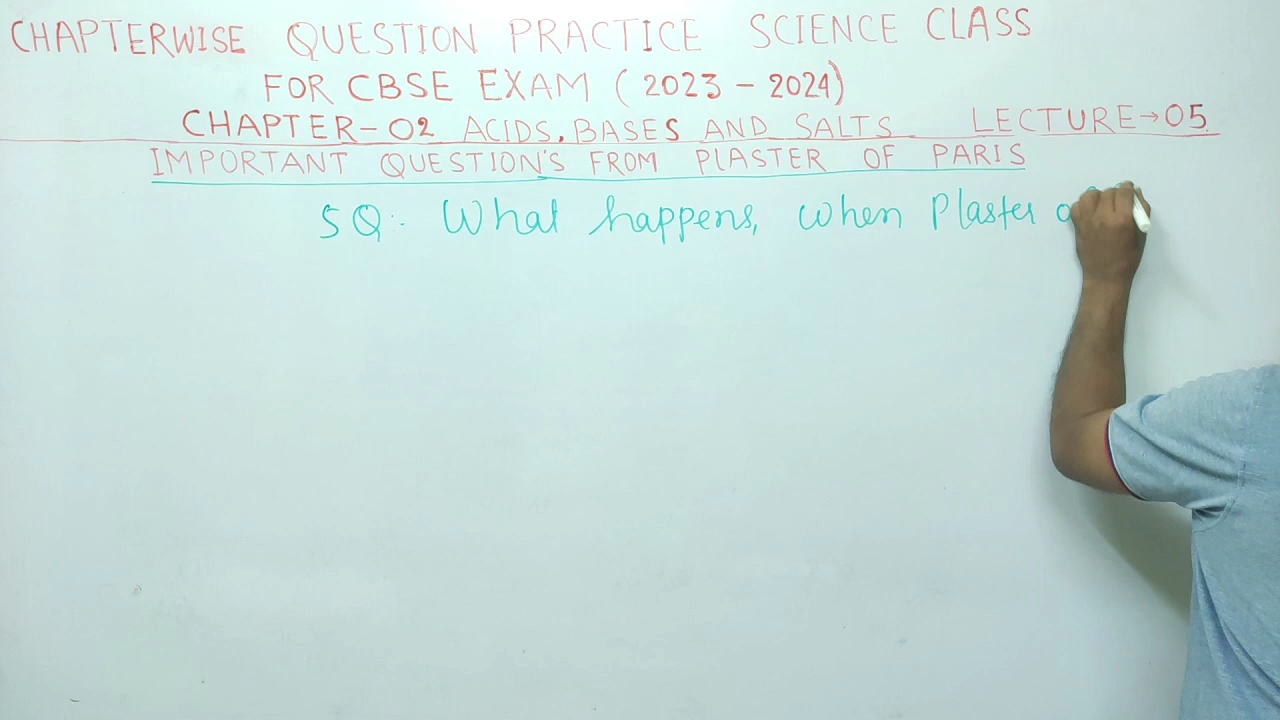 CHAPTERWISE QUESTION PRACTICE SCIENCE CLASS
FOR CBSE EXAM (2023-2024)
CHAPTER-02 ACIDS, BASES AND SALTS LECTURE→05
IMPORTANT QUESTION'S FROM PLASTER OF PARIS
SQ:- What happens, when Plaster